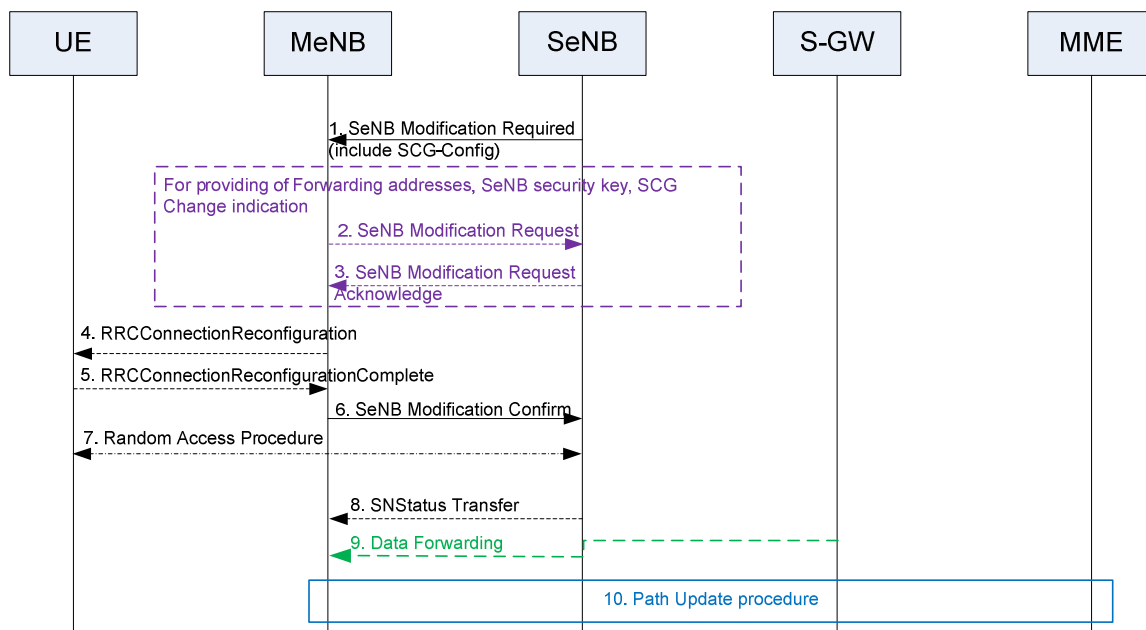 UE
MeNB
SeNB
S-GW
MME
1. SeNB Modification Required
(include SCG-Config)
For providing of Forwarding addresses, SeNB security key, SCG
Change indication
2. SeNB Modification Request
3. SeNB Modification Request
Acknowledge
4. RRCConnectionReconfiguration
5. RRCConnectionReconfigurationComplete
6. SeNB Modification Confirm
7. Random Access Procedure
8. SNStatus Transfer
9. Data Forwarding
10. Path Update procedure